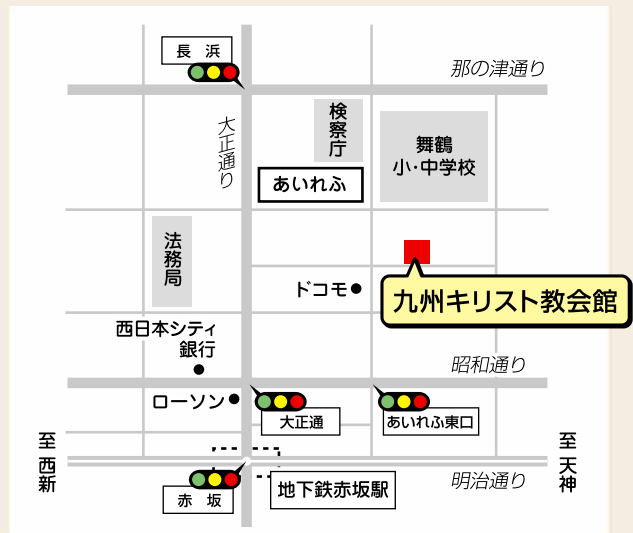 長 浜
那の津通り
大正通り
検察庁
舞鶴
小・中学校
あいれふ
法務局
ドコモ
九州キリスト教会館
西日本シティ
銀行
昭和通り
ローソン
大正通
あいれふ東口
至 西新
至 天神
赤 坂
地下鉄赤坂駅
明治通り